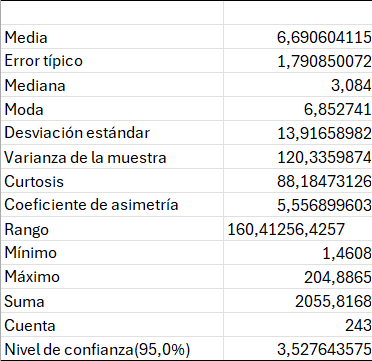 Media 6,690604115
Error típico 1,790850072
Mediana 3,084
Moda 6,852741
Desviación estándar 13,91658982
Varianza de la muestra 120,3359874
Curtosis 88,18473126
Coeficiente de asimetría 5,556899603
Rango 160,41256,4257
Mínimo 1,4608
Máximo 204,8865
Suma 2055,8168
Cuenta 243
Nivel de confianza(95,0%) 3,527643575